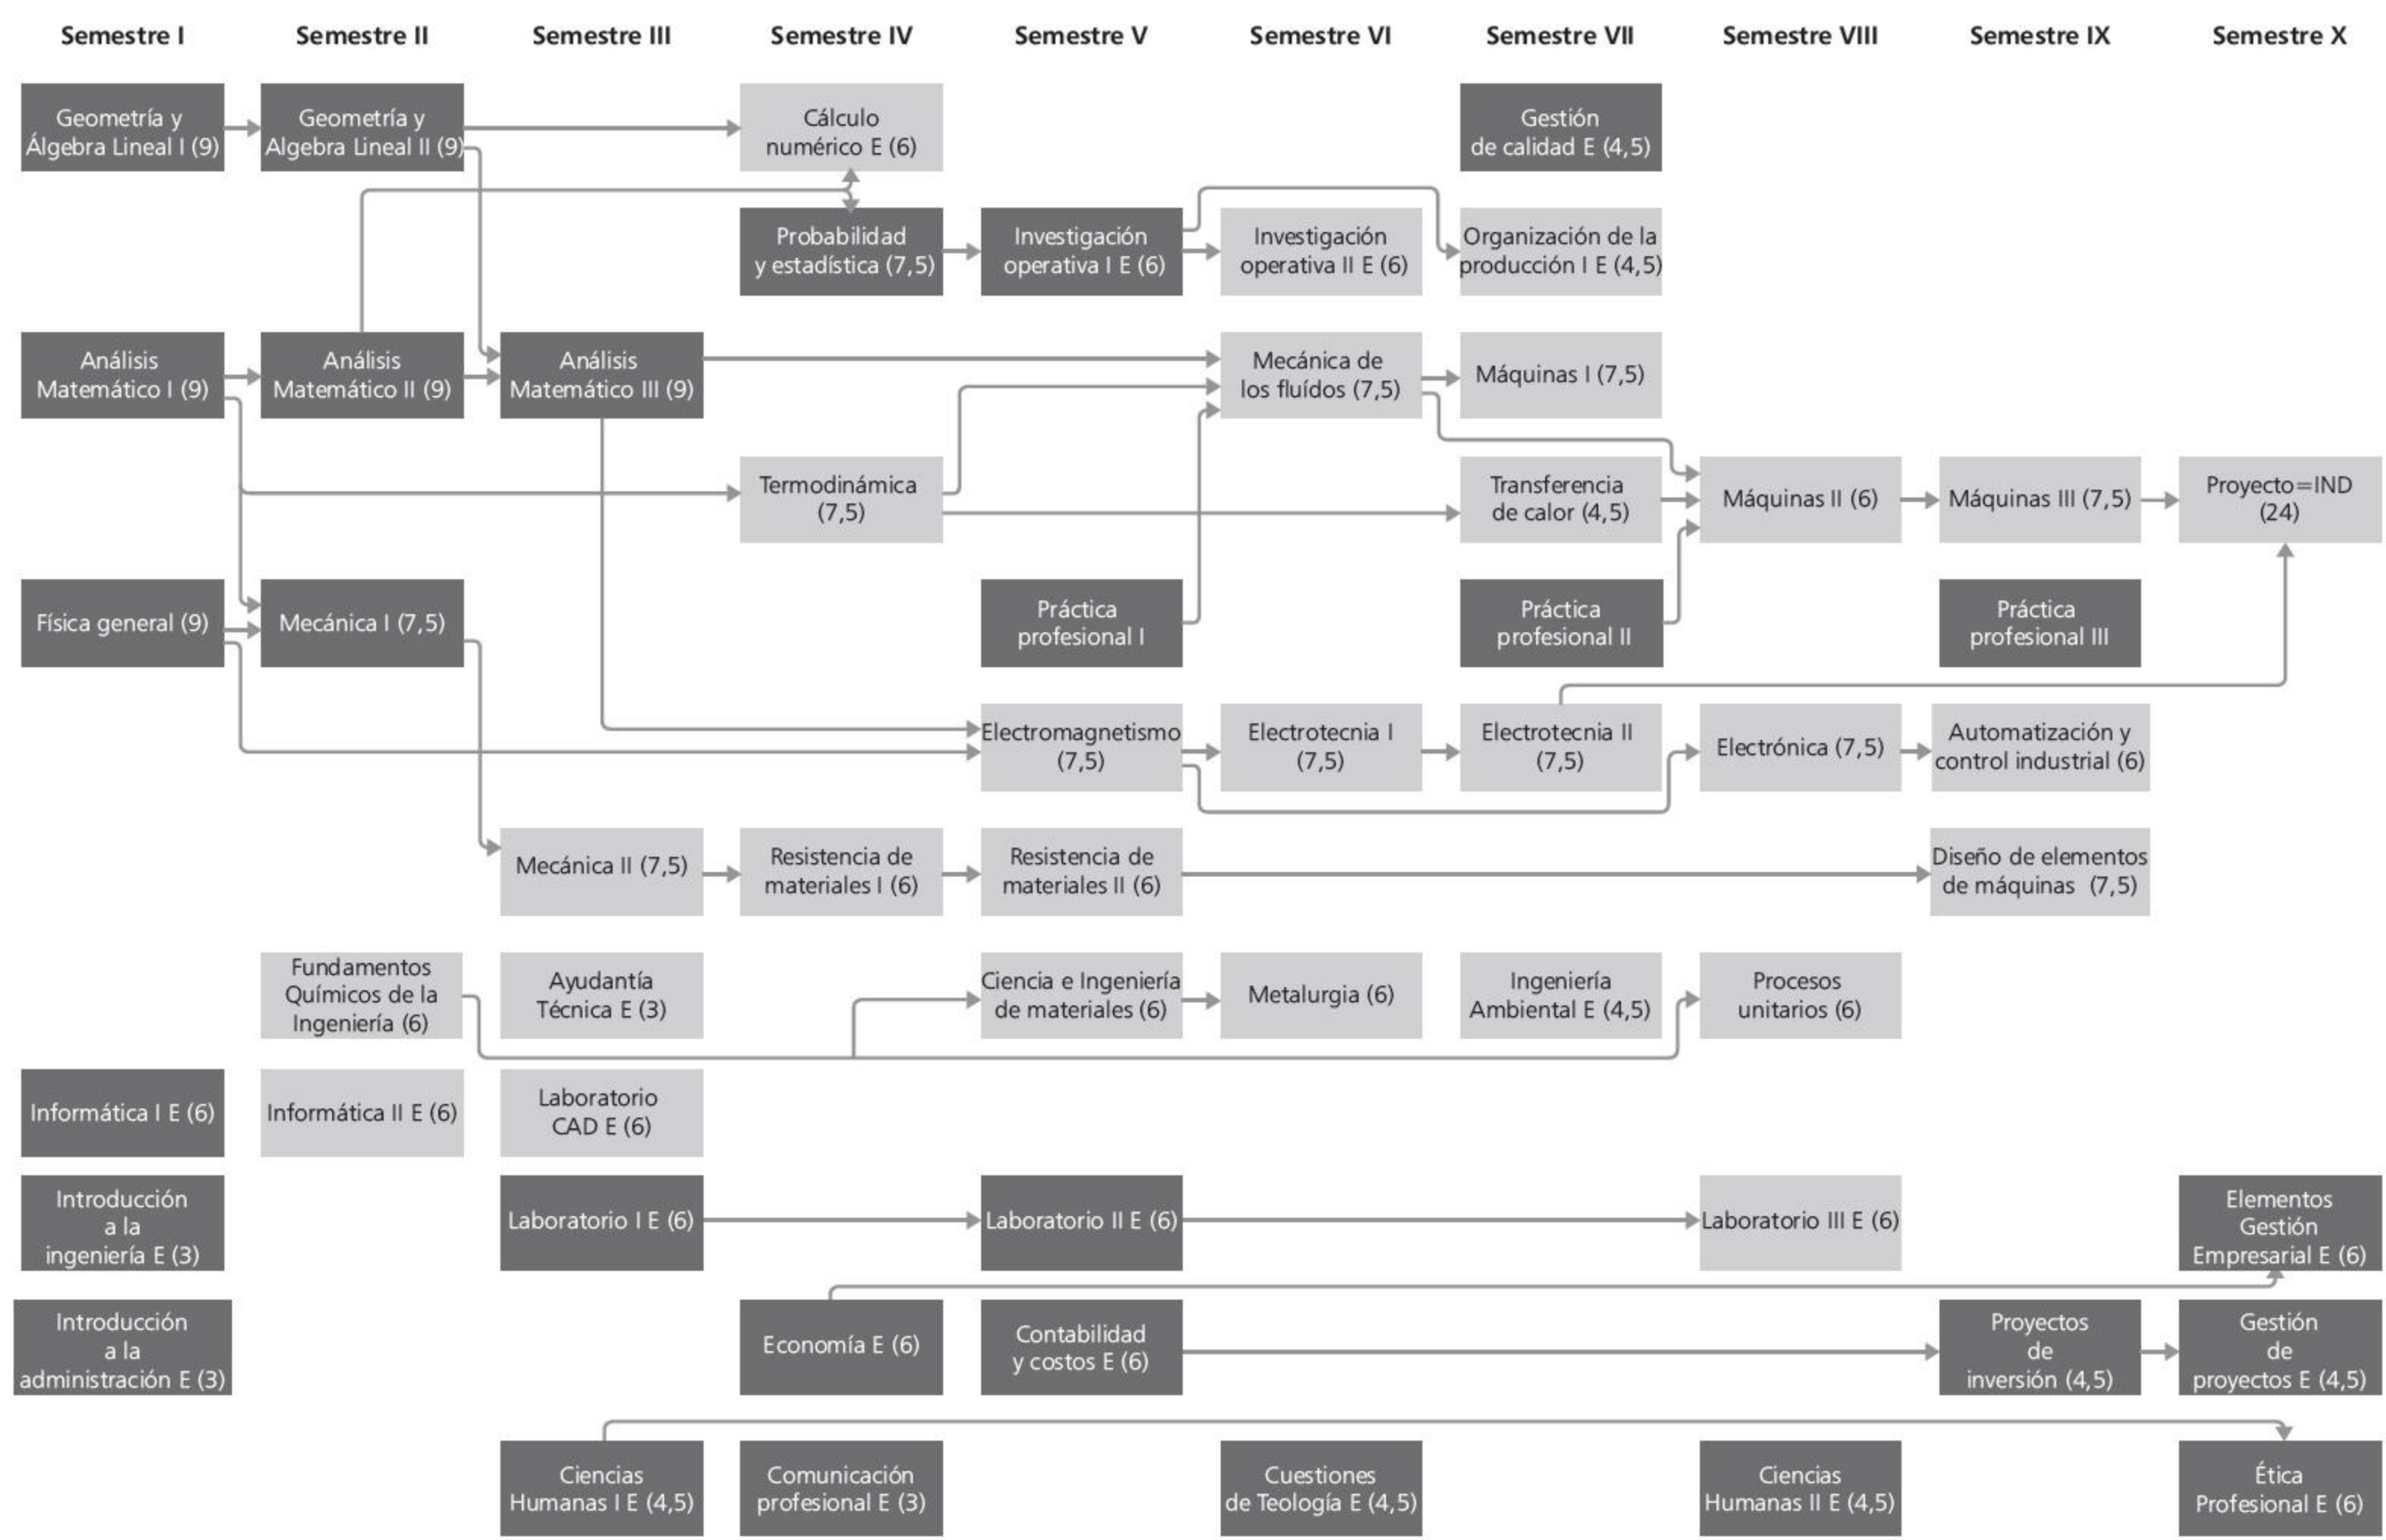 Semestre I
Semestre II
Semestre III
Semestre IV
Semestre V
Semestre VI
Semestre VII
Semestre VIII
Semestre IX
Semestre X
Geometría y
Álgebra Lineal I (9)
Geometría y
Algebra Lineal II (9)
Cálculo
numérico E (6)
Gestión
de calidad E (4,5)
Probabilidad
y estadística (7,5)
Investigación
operativa I E (6)
Investigación
operativa II E (6)
Organización de la
producción I E (4,5)
Análisis
Matemático I (9)
Análisis
Matemático II (9)
Análisis
Matemático III (9)
Mecánica de
los fluídos (7,5)
Máquinas I (7,5)
Termodinámica
(7,5)
Transferencia
de calor (4,5)
Máquinas II (6)
Máquinas III (7,5)
Proyecto=IND
(24)
Física general (9)
Mecánica I (7,5)
Práctica
profesional I
Práctica
profesional II
Práctica
profesional III
Electromagnetismo
(7,5)
Electrotecnia I
(7,5)
Electrotecnia II
(7,5)
Electrónica (7,5)
Automatización y
control industrial (6)
Mecánica II (7,5)
Resistencia de
materiales I (6)
Resistencia de
materiales II (6)
Diseño de elementos
de máquinas (7,5)
Fundamentos
Químicos de la
Ingeniería (6)
Ayudantía
Técnica E (3)
Ciencia e Ingeniería
de materiales (6)
Metalurgia (6)
Ingeniería
Ambiental E (4,5)
Procesos
unitarios (6)
Informática I E (6)
Informática II E (6)
Laboratorio
CAD E (6)
Introducción
a la
ingeniería E (3)
Laboratorio I E (6)
Laboratorio II E (6)
Laboratorio III E (6)
Elementos
Gestión
Empresarial E (6)
Introducción
a la
administración E (3)
Economía E (6)
Contabilidad
y costos E (6)
Proyectos
de
inversión (4,5)
Gestión
de
proyectos E (4,5)
Ciencias
Humanas I E (4,5)
Comunicación
profesional E (3)
Cuestiones
de Teología E (4,5)
Ciencias
Humanas II E (4,5)
Ética
Profesional E (6)